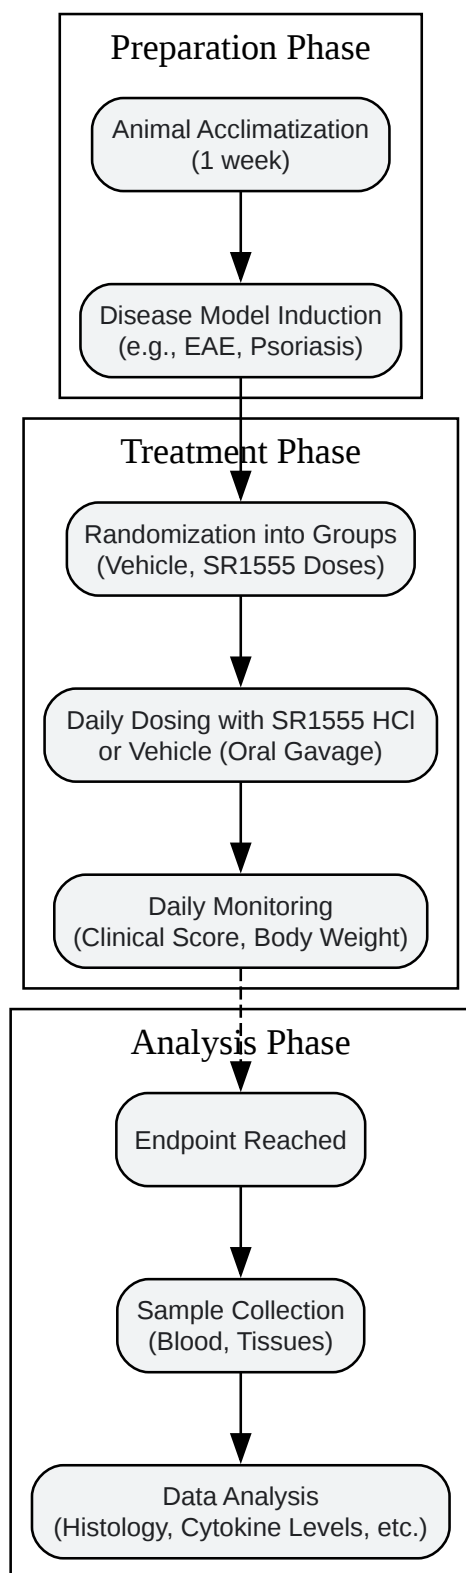 Preparation Phase
Animal Acclimatization
(1 week)
Disease Model Induction
(e.g., EAE, Psoriasis)
Treatment Phase
Randomization into Groups
(Vehicle, SR1555 Doses)
Daily Dosing with SR1555 HCl
or Vehicle (Oral Gavage)
Daily Monitoring
(Clinical Score, Body Weight)
Analysis Phase
Endpoint Reached
Sample Collection
(Blood, Tissues)
Data Analysis
(Histology, Cytokine Levels, etc.)